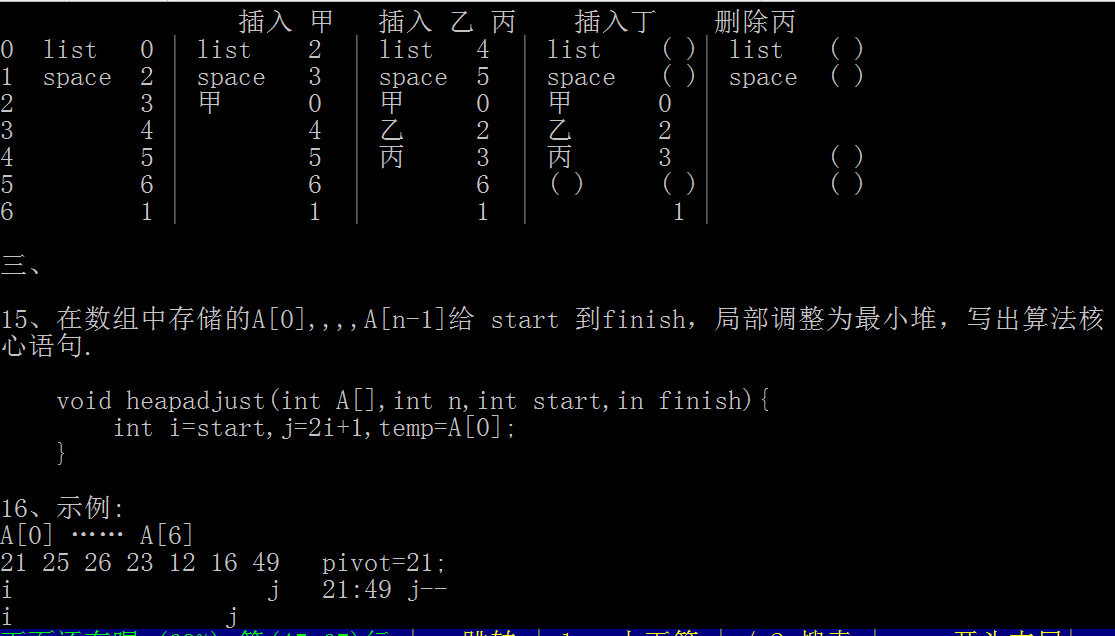 插入 甲 插入 乙 丙 插入丁 删除丙
0 list 0 | list 2 | list 4 | list ( )| list ( )
1 space 2 | space 3 | space 5 | space ( )| space ( )
2 3 | 甲 0 | 甲 0 | 甲 0 |
3 4 | 4 | 乙 2 | 乙 2 |
4 5 | 5 | 丙 3 | 丙 3 | ( )
5 6 | 6 | 6 | ( ) ( )| ( )
6 1 | 1 | 1 | 1 |
三、
15、在数组中存储的A[0],,,,A[n-1]给 start 到finish，局部调整为最小堆，写出算法核
心语句.
void heapadjust(int A[],int n,int start,in finish){
int i=start,j=2i+1,temp=A[0];
}
16、示例:
A[0] …… A[6]
21 25 26 23 12 16 49 pivot=21;
i j 21:49 j--
i j